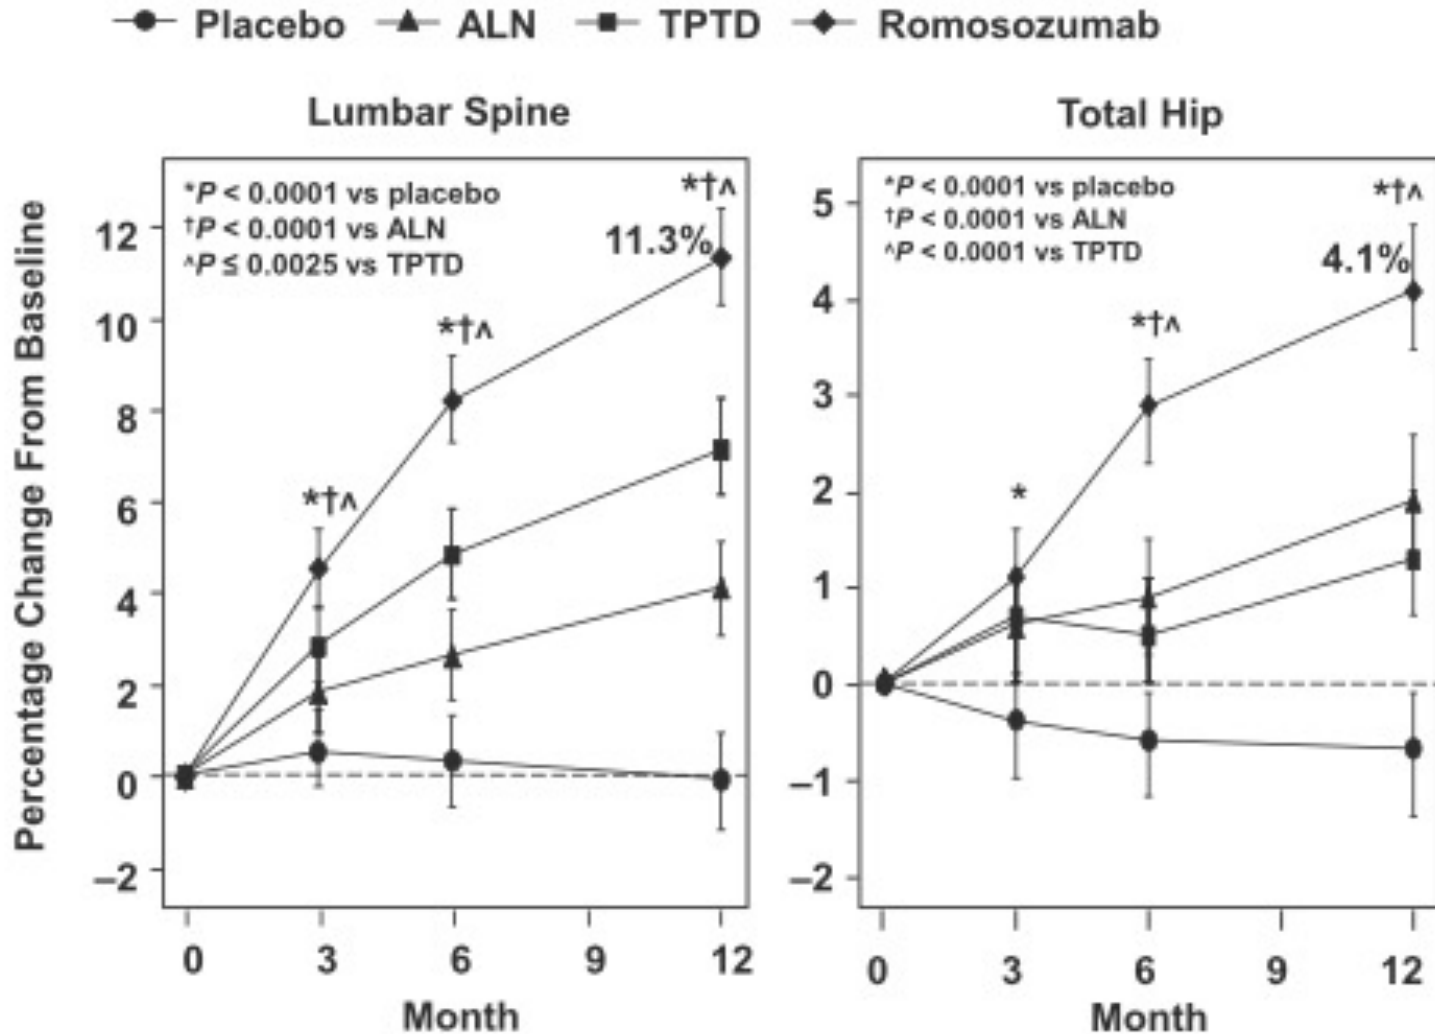 Placebo ALN TPTD Romosozumab
Lumbar Spine
Percentage Change From Baseline
*P < 0.0001 vs placebo
†P < 0.0001 vs ALN
^P ≤ 0.0025 vs TPTD
*†^
*†^
*†^
11.3%
12
10
8
6
4
2
0
–2
0 3 6 9 12
Month
Total Hip
*P < 0.0001 vs placebo
†P < 0.0001 vs ALN
^P < 0.0001 vs TPTD
*
*†^
*†^
4.1%
5
4
3
2
1
0
–1
–2
0 3 6 9 12
Month